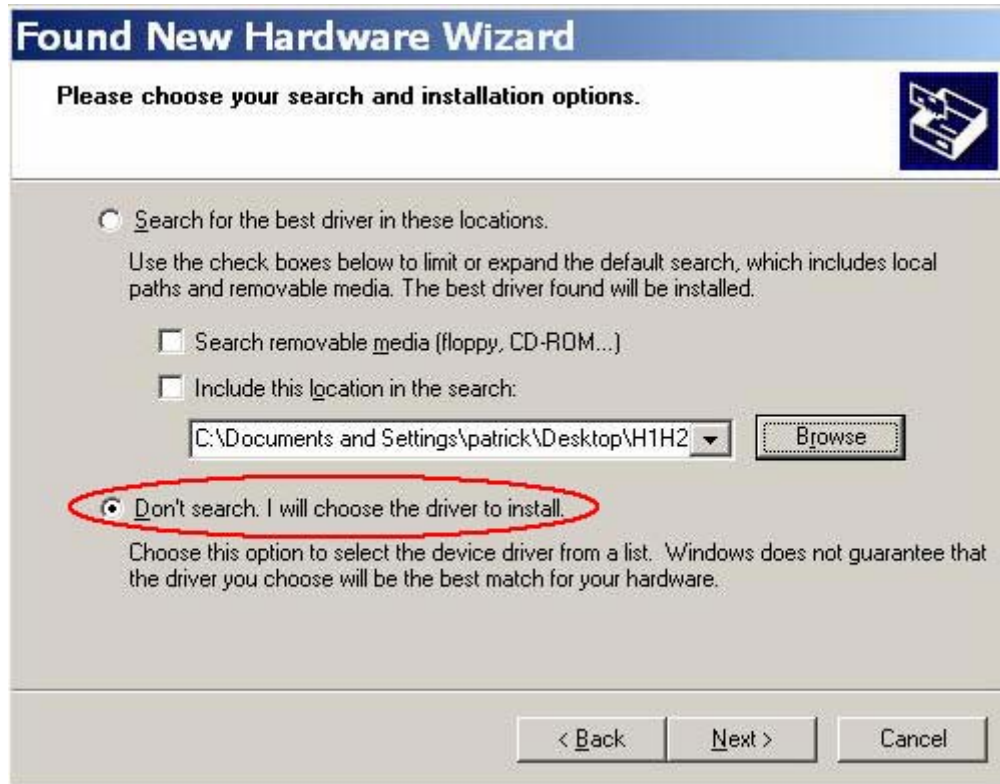 Found New Hardware Wizard
Please choose your search and installation options.
Search for the best driver in these locations.
Use the check boxes below to limit or expand the default search, which includes local
paths and removable media. The best driver found will be installed.
Search removable media (floppy, CD-ROM...)
Include this location in the search:
C:\Documents and Settings\patrick\Desktop\H1H2
Browse
Don't search. I will choose the driver to install.
Choose this option to select the device driver from a list. Windows does not guarantee that
the driver you choose will be the best match for your hardware.
< Back Next > Cancel